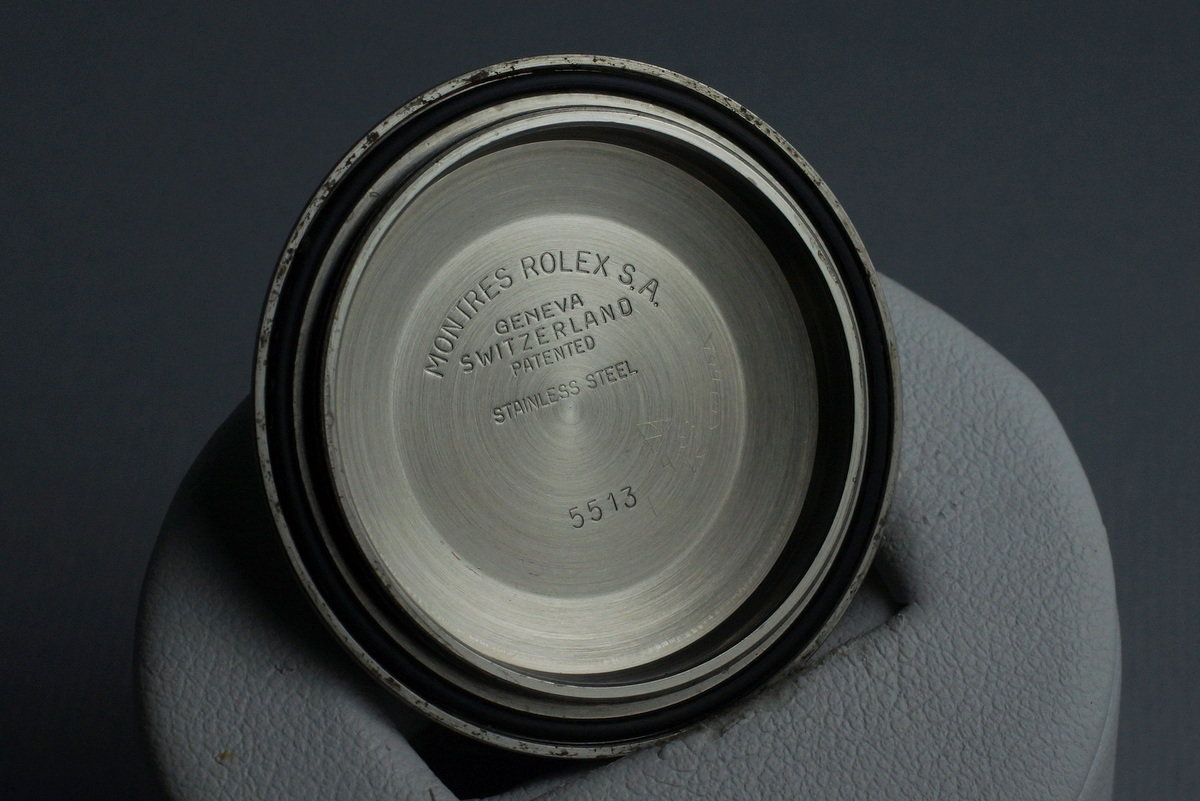 MONTRES ROLEX S.A.
GENEVA
SWITZERLAND
PATENTED
STAINLESS STEEL
5513